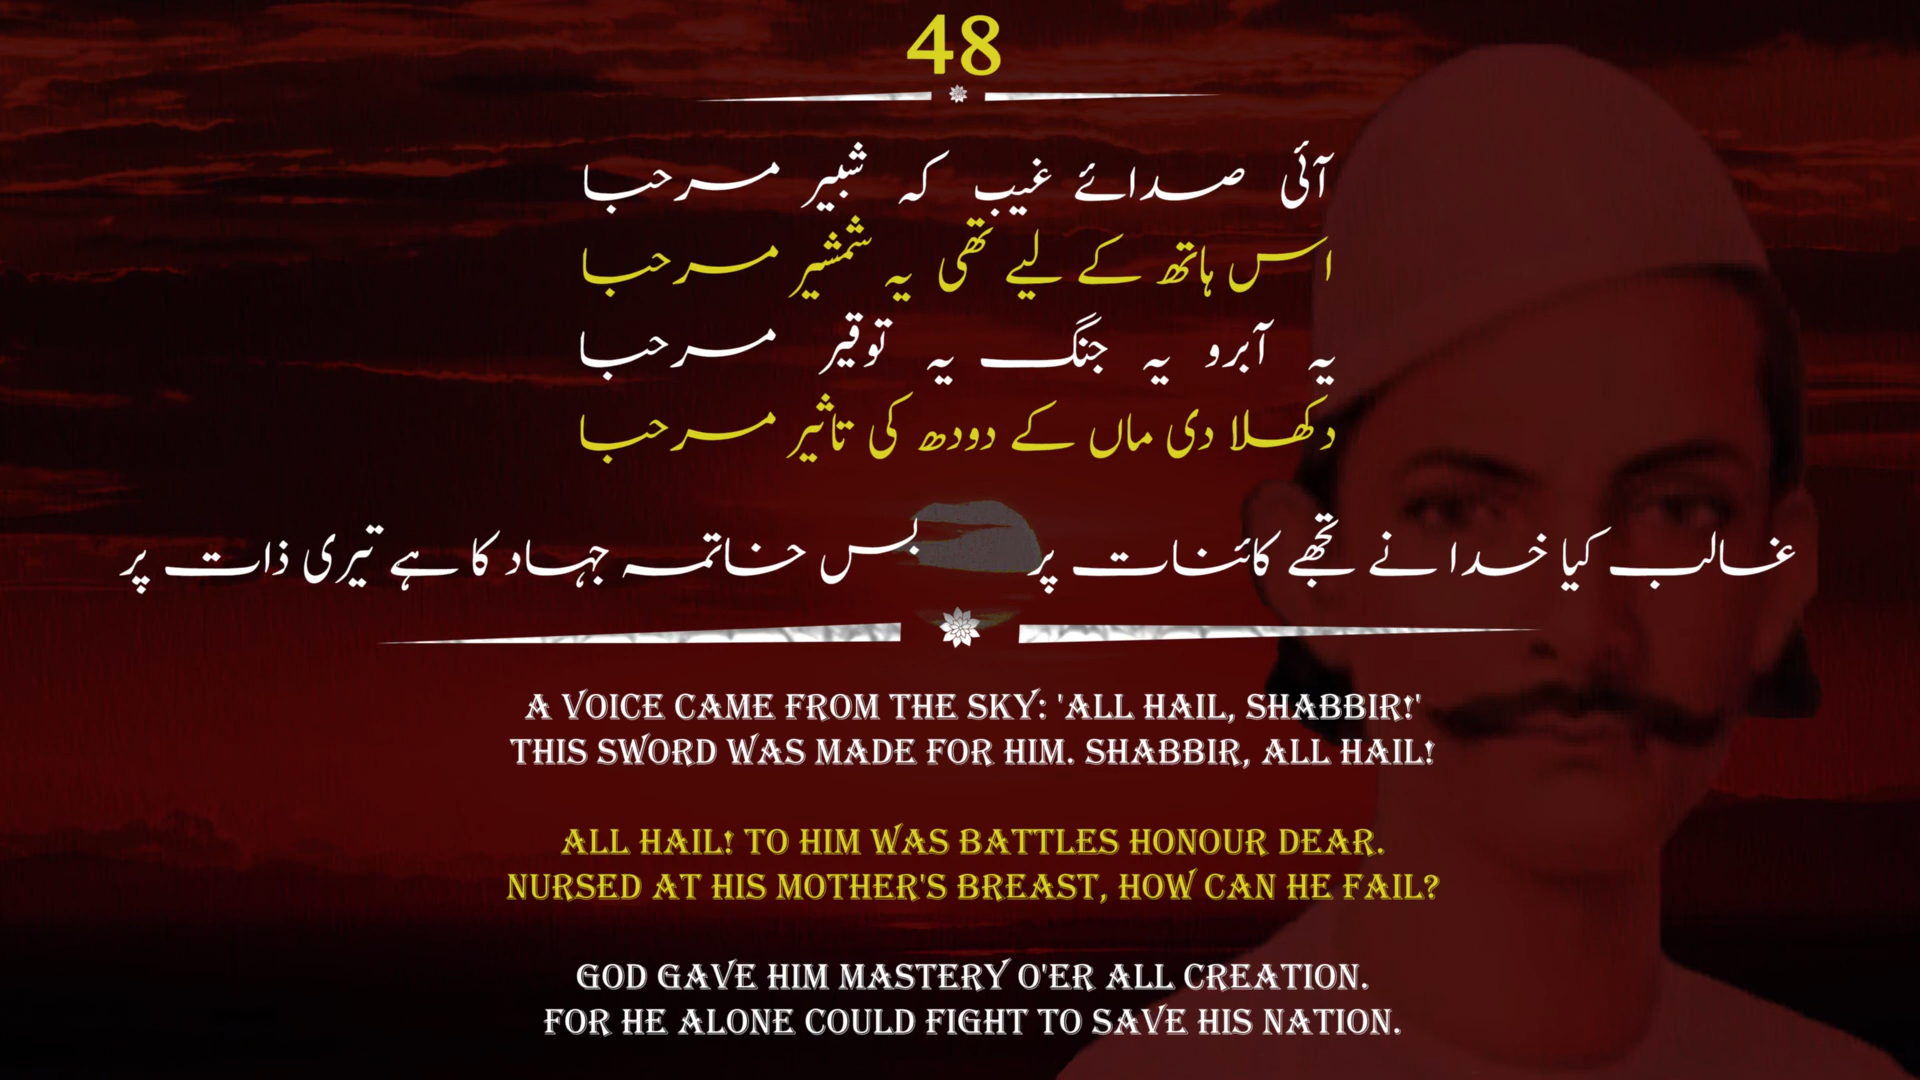 48
آئی صدائے غیب کہ شبیر مرحبا
اس ہاتھ کے لیے تھی یہ شمشیر مرحبا
یہ آبرو یہ جنگ یہ توقیر مرحبا
دکھلا دی ماں کے دودھ کی تاثیر مرحبا
غالب کیا خدا نے تجھے کائنات پر بس خاتمہ جہاد کا ہے تیری ذات پر
A VOICE CAME FROM THE SKY: 'ALL HAIL, SHABBIR!'
THIS SWORD WAS MADE FOR HIM. SHABBIR, ALL HAIL!
ALL HAIL! TO HIM WAS BATTLES HONOUR DEAR.
NURSED AT HIS MOTHER'S BREAST, HOW CAN HE FAIL?
GOD GAVE HIM MASTERY O'ER ALL CREATION.
FOR HE ALONE COULD FIGHT TO SAVE HIS NATION.